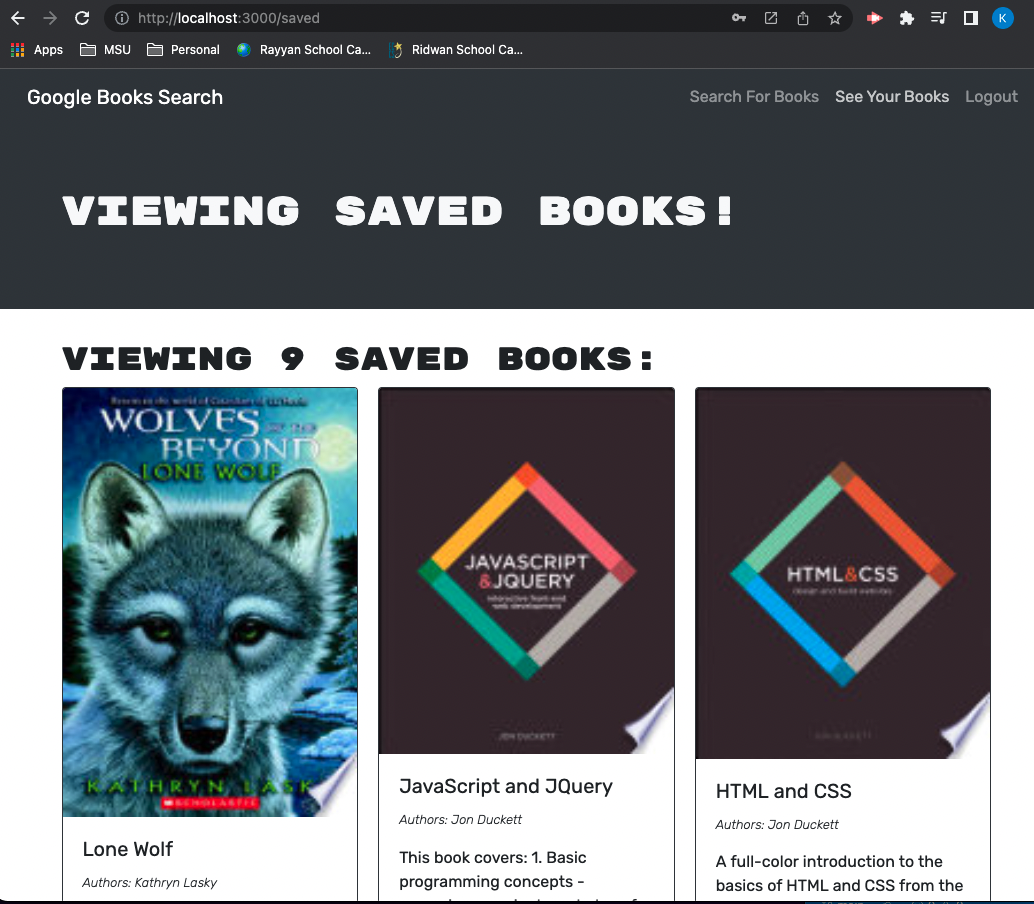 http://localhost:3000/saved
K
Apps MSU Personal Rayyan School Ca... Ridwan School Ca...
Google Books Search Search For Books See Your Books Logout
VIEWING SAVED BOOKS!
VIEWING 9 SAVED BOOKS:
WOLVES OF THE
BEYOND
LONE WOLF
KATHRYN LASK
SCHOLASTIC
Lone Wolf
Authors: Kathryn Lasky
JAVASCRIPT
&JQUERY
interactive front-end
web development
JON DUCKETT
JavaScript and JQuery
Authors: Jon Duckett
This book covers: 1. Basic
programming concepts -
HTML&CSS
design and build websites
JON DUCKETT
HTML and CSS
Authors: Jon Duckett
A full-color introduction to the
basics of HTML and CSS from the